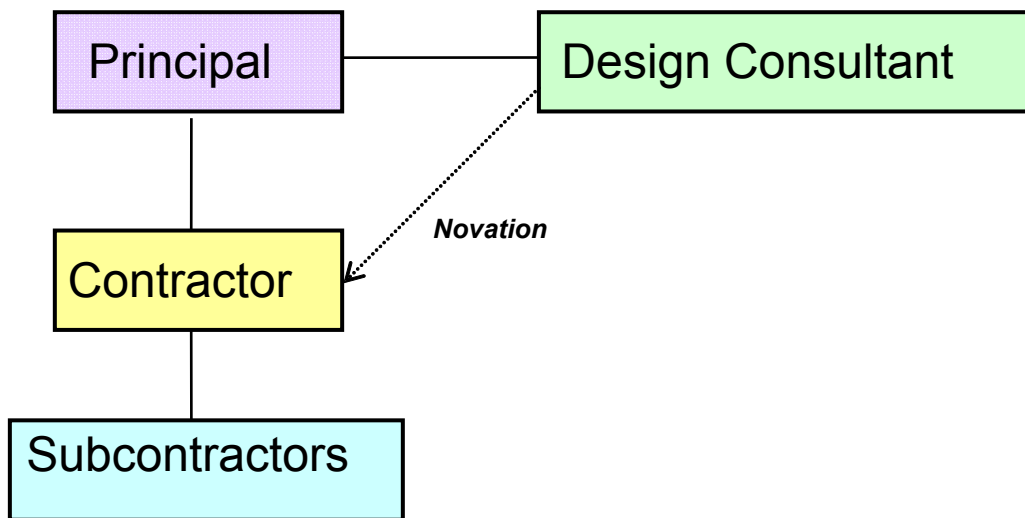 Principal
Design Consultant
Novation
Contractor
Subcontractors